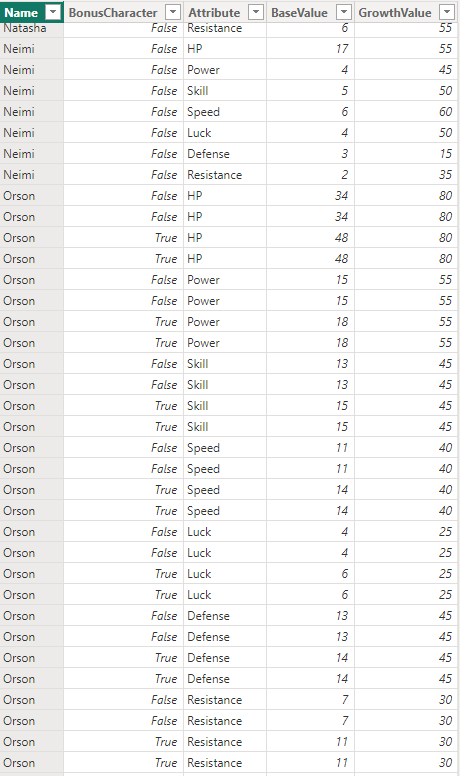 Name BonusCharacter Attribute BaseValue GrowthValue
Natasha False Resistance 6 55
Neimi False HP 17 55
Neimi False Power 4 45
Neimi False Skill 5 50
Neimi False Speed 6 60
Neimi False Luck 4 50
Neimi False Defense 3 15
Neimi False Resistance 2 35
Orson False HP 34 80
Orson False HP 34 80
Orson True HP 48 80
Orson True HP 48 80
Orson False Power 15 55
Orson False Power 15 55
Orson True Power 18 55
Orson True Power 18 55
Orson False Skill 13 45
Orson False Skill 13 45
Orson True Skill 15 45
Orson True Skill 15 45
Orson False Speed 11 40
Orson False Speed 11 40
Orson True Speed 14 40
Orson True Speed 14 40
Orson False Luck 4 25
Orson False Luck 4 25
Orson True Luck 6 25
Orson True Luck 6 25
Orson False Defense 13 45
Orson False Defense 13 45
Orson True Defense 14 45
Orson True Defense 14 45
Orson False Resistance 7 30
Orson False Resistance 7 30
Orson True Resistance 11 30
Orson True Resistance 11 30